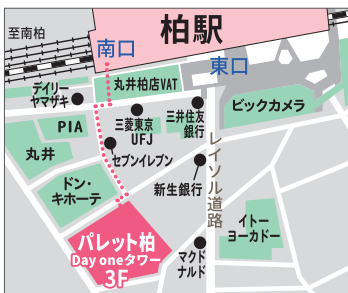 柏駅
至南柏
南口
東口
デイリー
ヤマザキ
丸井柏店VAT
ビックカメラ
PIA
三菱東京
UFJ
三井住友
銀行
丸井
セブンイレブン
レイソル道路
ドン・
キホーテ
新生銀行
パレット柏
Day oneタワー
3F
イトー
ヨーカドー
マクド
ナルド